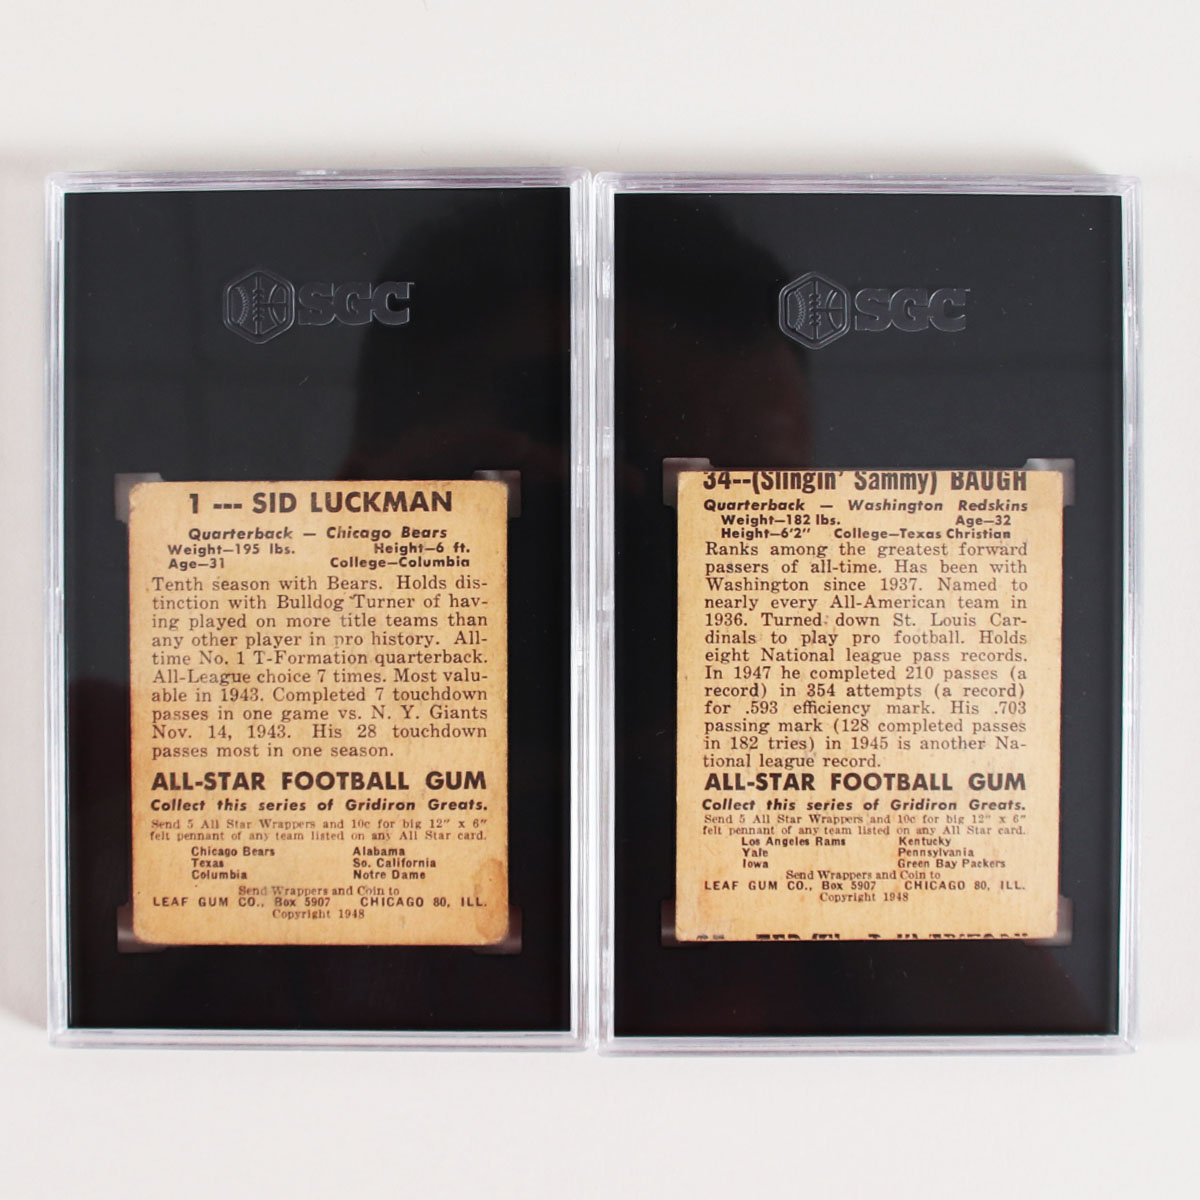 SGC
1 --- SID LUCKMAN
Quarterback — Chicago Bears
Weight—195 lbs. Height—6 ft.
Age—31 College—Columbia
Tenth season with Bears. Holds dis-
tinction with Bulldog Turner of hav-
ing played on more title teams than
any other player in pro history. All-
time No. 1 T-Formation quarterback.
All-League choice 7 times. Most valu-
able in 1943. Completed 7 touchdown
passes in one game vs. N. Y. Giants
Nov. 14, 1943. His 28 touchdown
passes most in one season.
ALL-STAR FOOTBALL GUM
Collect this series of Gridiron Greats.
Send 5 All Star Wrappers and 10c for big 12" x 6"
felt pennant of any team listed on any All Star card.
Chicago Bears Alabama
Texas So. California
Columbia Notre Dame
Send Wrappers and Coin to
LEAF GUM CO., Box 5907 CHICAGO 80, ILL.
Copyright 1948
SGC
34--(Slingin' Sammy) BAUGH
Quarterback — Washington Redskins
Weight—182 lbs. Age—32
Height—6'2" College—Texas Christian
Ranks among the greatest forward
passers of all-time. Has been with
Washington since 1937. Named to
nearly every All-American team in
1936. Turned down St. Louis Car-
dinals to play pro football. Holds
eight National league pass records.
In 1947 he completed 210 passes (a
record) in 354 attempts (a record)
for .593 efficiency mark. His .703
passing mark (128 completed passes
in 182 tries) in 1945 is another Na-
tional league record.
ALL-STAR FOOTBALL GUM
Collect this series of Gridiron Greats.
Send 5 All Star Wrappers and 10c for big 12" x 6"
felt pennant of any team listed on any All Star card.
Los Angeles Rams Kentucky
Yale Pennsylvania
Iowa Green Bay Packers
Send Wrappers and Coin to
LEAF GUM CO., Box 5907 CHICAGO 80, ILL.
Copyright 1948